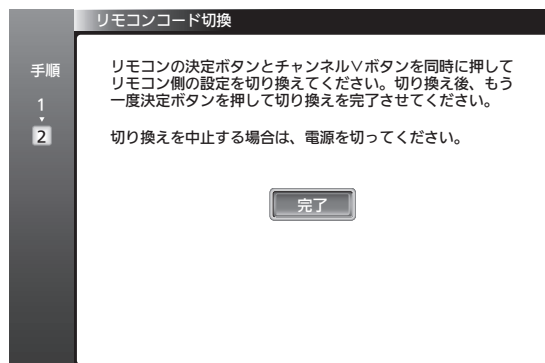 リモコンコード切換
手順
1
2
リモコンの決定ボタンとチャンネル∨ボタンを同時に押して
リモコン側の設定を切り換えてください。切り換え後、もう
一度決定ボタンを押して切り換えを完了させてください。
切り換えを中止する場合は、電源を切ってください。
完了